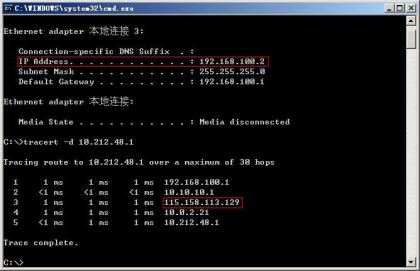 C:\WINDOWS\system32\cmd.exe
Ethernet adapter 本地连接 3:
Connection-specific DNS Suffix . :
IP Address. . . . . . . . . . . . : 192.168.100.2
Subnet Mask . . . . . . . . . . . : 255.255.255.0
Default Gateway . . . . . . . . . : 192.168.100.1
Ethernet adapter 本地连接:
Media State . . . . . . . . . . . : Media disconnected
C:\>tracert -d 10.212.48.1
Tracing route to 10.212.48.1 over a maximum of 30 hops
1 1 ms 1 ms 1 ms 192.168.100.1
2 <1 ms <1 ms <1 ms 10.10.10.1
3 1 ms 1 ms 1 ms 115.158.113.129
4 1 ms 1 ms 1 ms 10.0.2.21
5 <1 ms 1 ms 1 ms 10.212.48.1
Trace complete.
C:\>